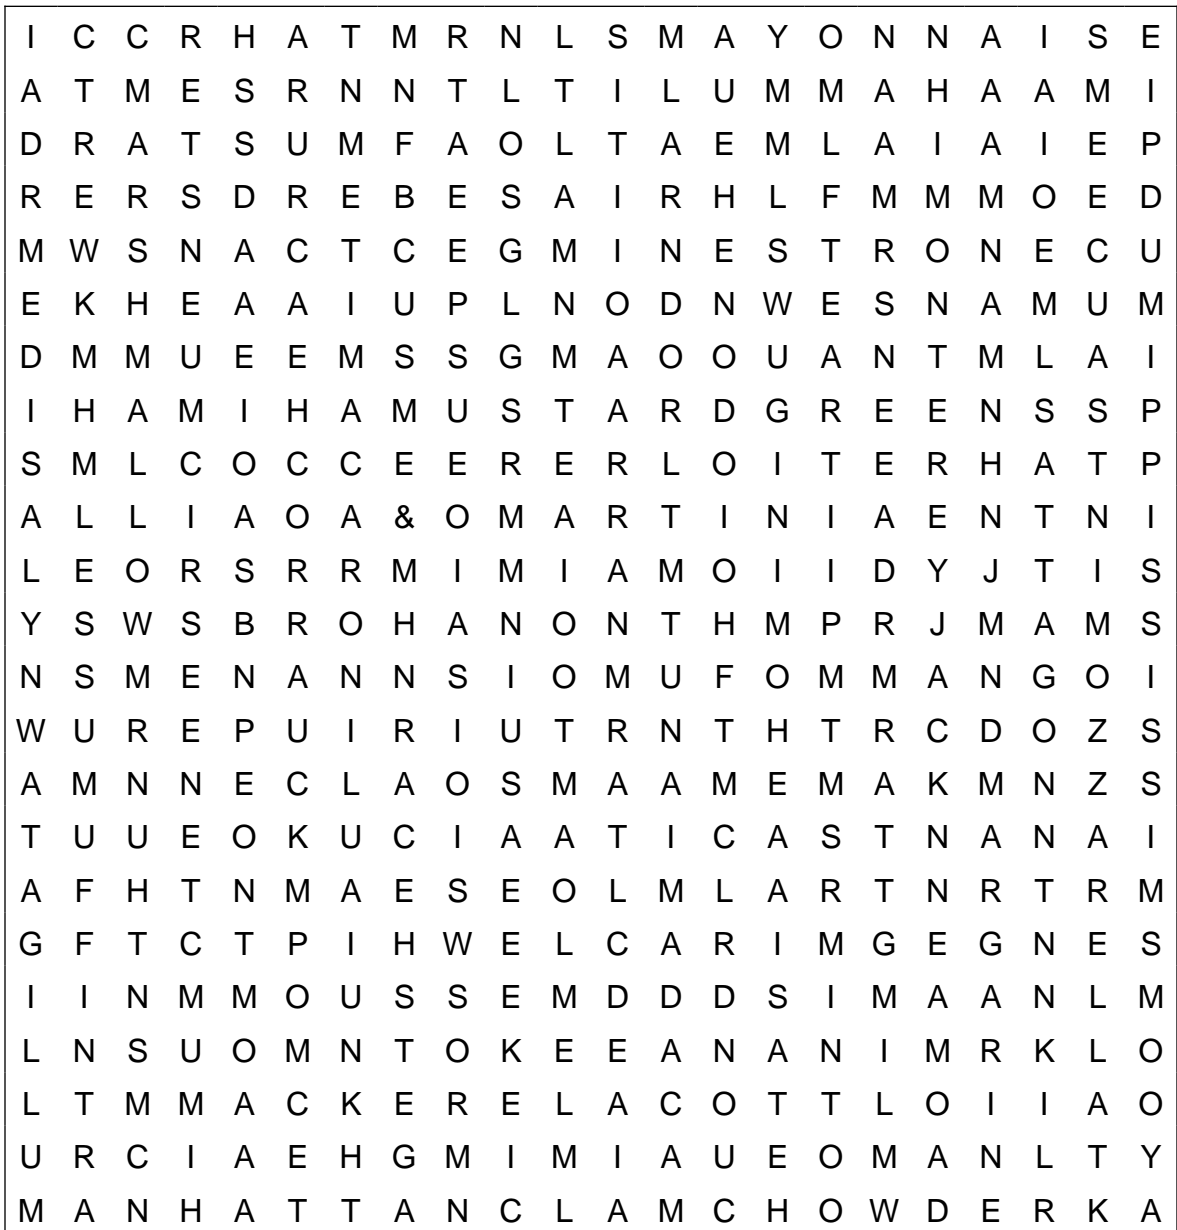 I C C R H A T M R N L S M A Y O N N A I S E
A T M E S R N N T L T I L U M M A H A A M I
D R A T S U M F A O L T A E M L A I A I E P
R E R S D R E B E S A I R H L F M M M O E D
M W S N A C T C E G M I N E S T R O N E C U
E K H E A A I U P L N O D N W E S N A M U M
D M M U E E M S S G M A O O U A N T M L A I
I H A M I H A M U S T A R D G R E E N S S P
S M L C O C C E E R E R L O I T E R H A T P
A L L I A O A & O M A R T I N I A E N T N I
L E O R S R R M I M I A M O I I D Y J T I S
Y S W S B R O H A N O N T H M P R J M A M S
N S M E N A N N S I O M U F O M M A N G O I
W U R E P U I R I U T R N T H T R C D O Z S
A M N N E C L A O S M A A M E M A K M N Z S
T U U E O K U C I A A T I C A S T N A N A I
A F H T N M A E S E O L M L A R T N R T R M
G F T C T P I H W E L C A R I M G E G N E S
I I N M M O U S S E M D D D S I M A A N L M
L N S U O M N T O K E E A N A N I M R K L O
L T M M A C K E R E L A C O T T L O I I A O
U R C I A E H G M I M I A U E O M A N L T Y
M A N H A T T A N C L A M C H O W D E R K A